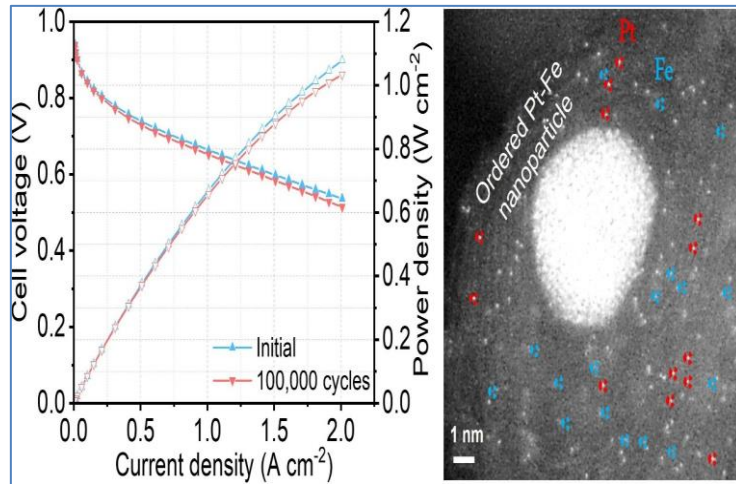 1.0
0.9
0.8
0.6
0.4
0.2
0.0
Cell voltage (V)
0.0
0.5
1.0
1.5
2.0
Current density (A cm⁻²)
1.2
1.0
0.8
0.6
0.4
0.2
0.0
Power density (W cm⁻²)
Initial
100,000 cycles
Pt
Fe
Ordered Pt-Fe
nanoparticle
1 nm